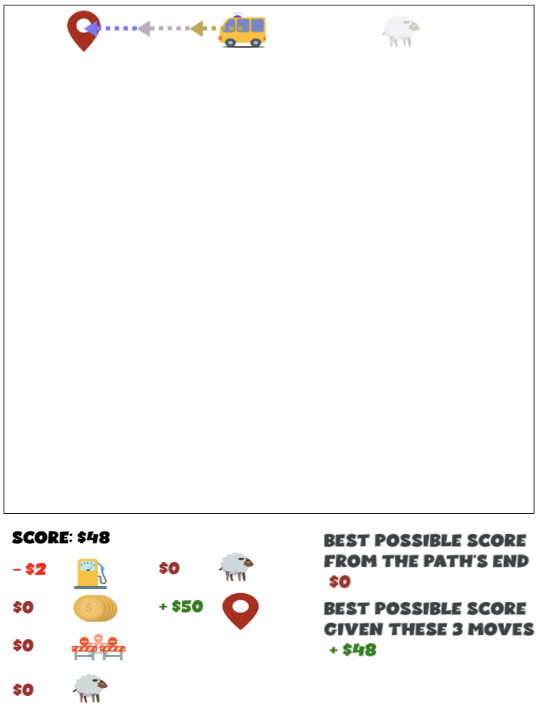 SCORE: $48
- $2
$0
$0
+ $50
$0
$0
BEST POSSIBLE SCORE
FROM THE PATH'S END
$0
BEST POSSIBLE SCORE
GIVEN THESE 3 MOVES
+ $48